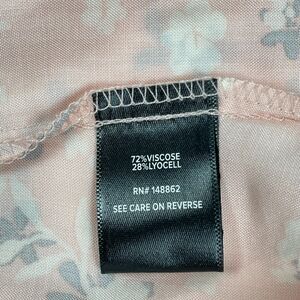 72%VISCOSE
28%LYOCELL
RN# 148862
SEE CARE ON REVERSE